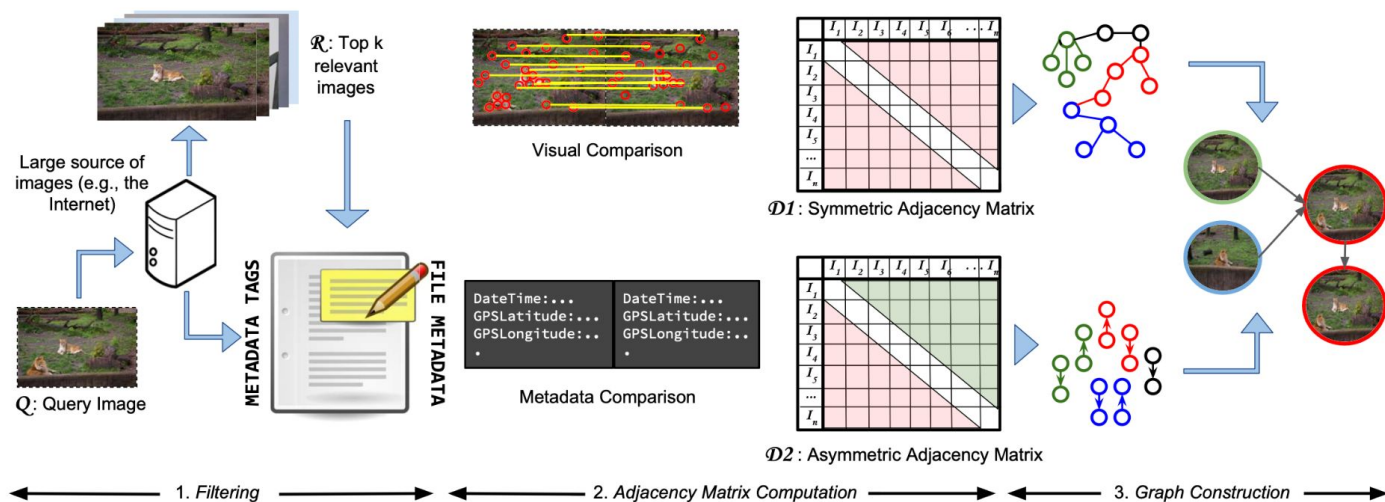 R: Top k
relevant
images
Large source of
images (e.g., the
Internet)
Q: Query Image
METADATA TAGS
FILE METADATA
Visual Comparison
DateTime:... DateTime:...
GPSLatitude:... GPSLatitude:...
GPSLongitude:.. GPSLongitude:..
. .
Metadata Comparison
I1 I2 I3 I4 I5 I6 ... In
I1
I2
I3
I4
I5
...
In
D1: Symmetric Adjacency Matrix
I1 I2 I3 I4 I5 I6 ... In
I1
I2
I3
I4
I5
...
In
D2: Asymmetric Adjacency Matrix
1. Filtering
2. Adjacency Matrix Computation
3. Graph Construction